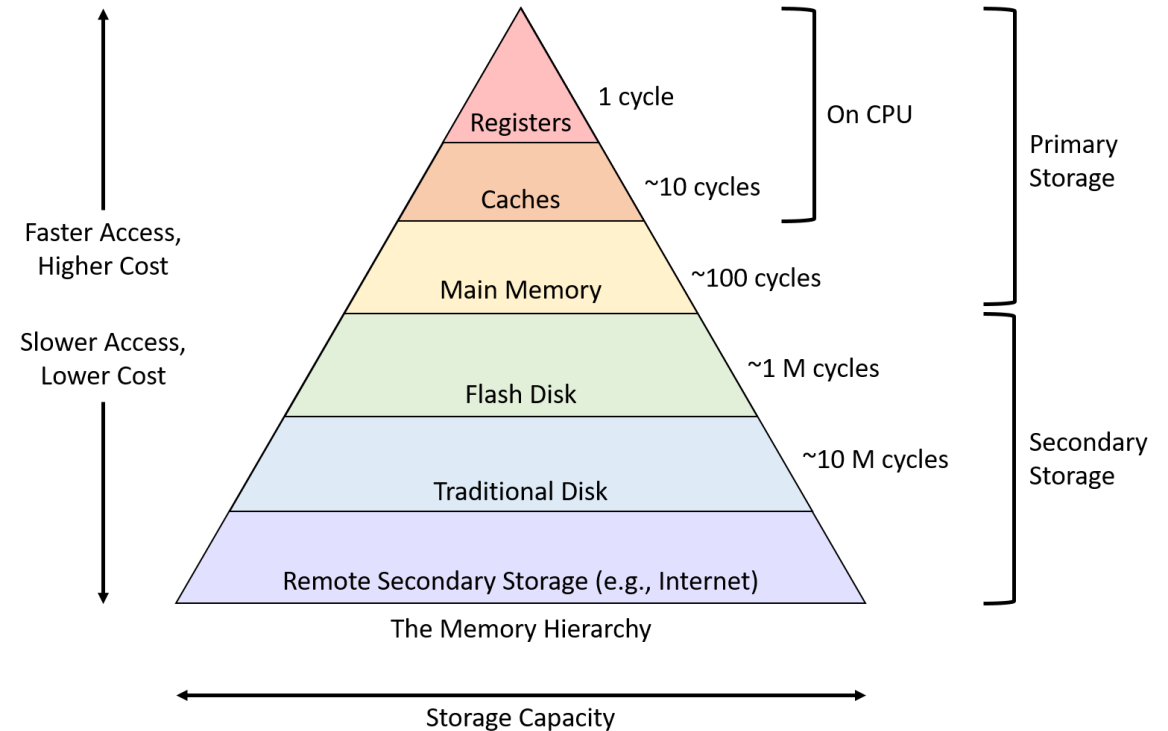 1 cycle
On CPU
Registers
Primary
Storage
~10 cycles
Caches
Faster Access,
Higher Cost
~100 cycles
Main Memory
Slower Access,
Lower Cost
~1 M cycles
Flash Disk
Secondary
Storage
~10 M cycles
Traditional Disk
Remote Secondary Storage (e.g., Internet)
The Memory Hierarchy
Storage Capacity